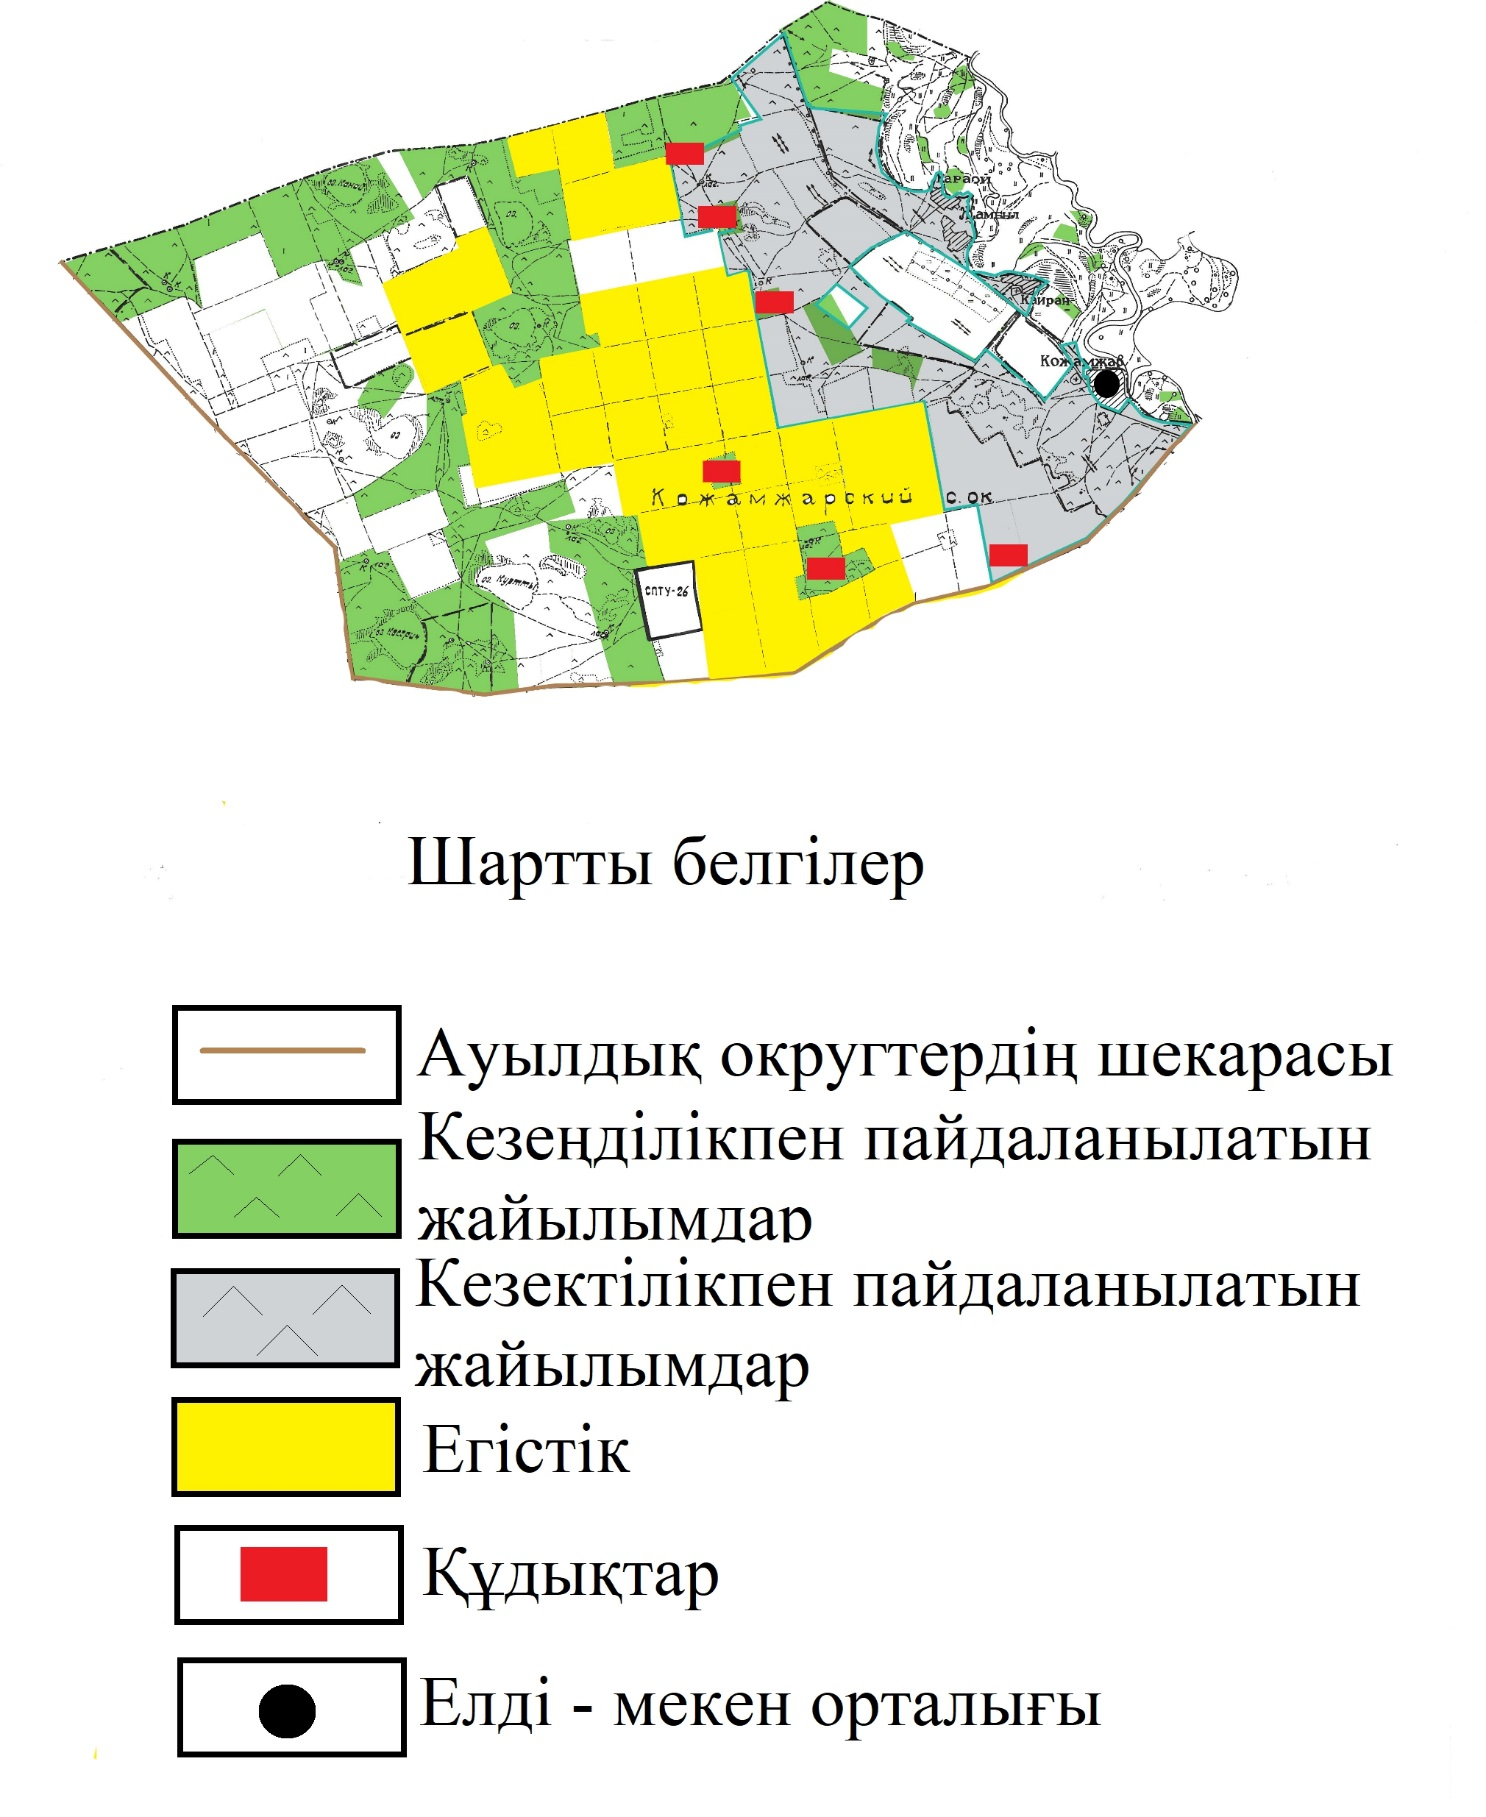 Жамбыл
Кайран
Кожамжар
Кожамжарский с.ок
СПТУ-26
Шартты белгілер
Ауылдық округтердің шекарасы
Кезеңділікпен пайдаланылатын
жайылымдар
Кезектілікпен пайдаланылатын
жайылымдар
Егістік
Құдықтар
Елді - мекен орталығы